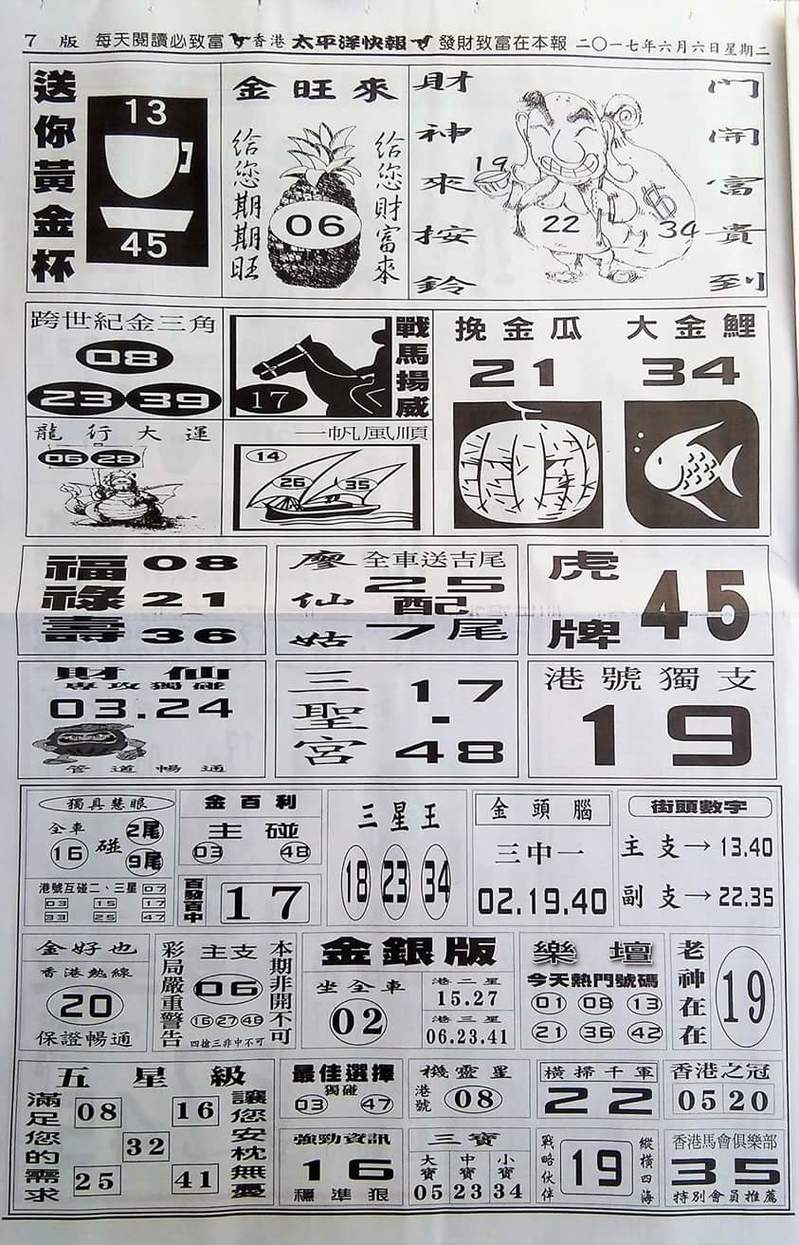 7 版 每天閱讀必致富 香港 太平洋快報 發財致富在本報 二〇一七年六月六日星期二
送你黃金杯
13
45
金旺來
給您期期旺
06
給您財富來
財神來按鈴
19
22
34
門開富貴到
跨世紀金三角
08
23 39
戰馬揚威
17
挽金瓜
21
大金鯉
34
龍行大運
06 28
一帆風順
14
26 35
福祿壽
08
21
36
廖仙姑
全車送吉尾
25
配
7尾
虎牌
45
財仙
專攻獨碰
03.24
管道暢通
三聖宮
17
-
48
港號獨支
19
獨具慧眼
全車
16
碰
2尾
9尾
港號互碰二、三星 07
03 15 17
33 25 47
金百利
主碰
03 48
百發百中
17
三星王
18 23 34
金頭腦
三中一
02.19.40
街頭數字
主支→13.40
副支→22.35
金好也
香港熱線
20
保證暢通
彩局嚴重警告
主支
06
16 27 48
四搶三非中不可
本期非開不可
金銀版
坐全車
02
港二星
15.27
港三星
06.23.41
樂壇
今天熱門號碼
01 08 13
21 36 42
老神在在
19
五星級
滿足您的需求
08 16
32
25 41
讓您安枕無憂
最佳選擇
獨碰
03 47
機靈星
港號
08
橫掃千軍
22
香港之冠
05 20
強勁資訊
16
穩準狠
三寶
大寶 中寶 小寶
05 23 34
戰略伙伴
19
縱橫四海
香港馬會俱樂部
35
特別會員推薦